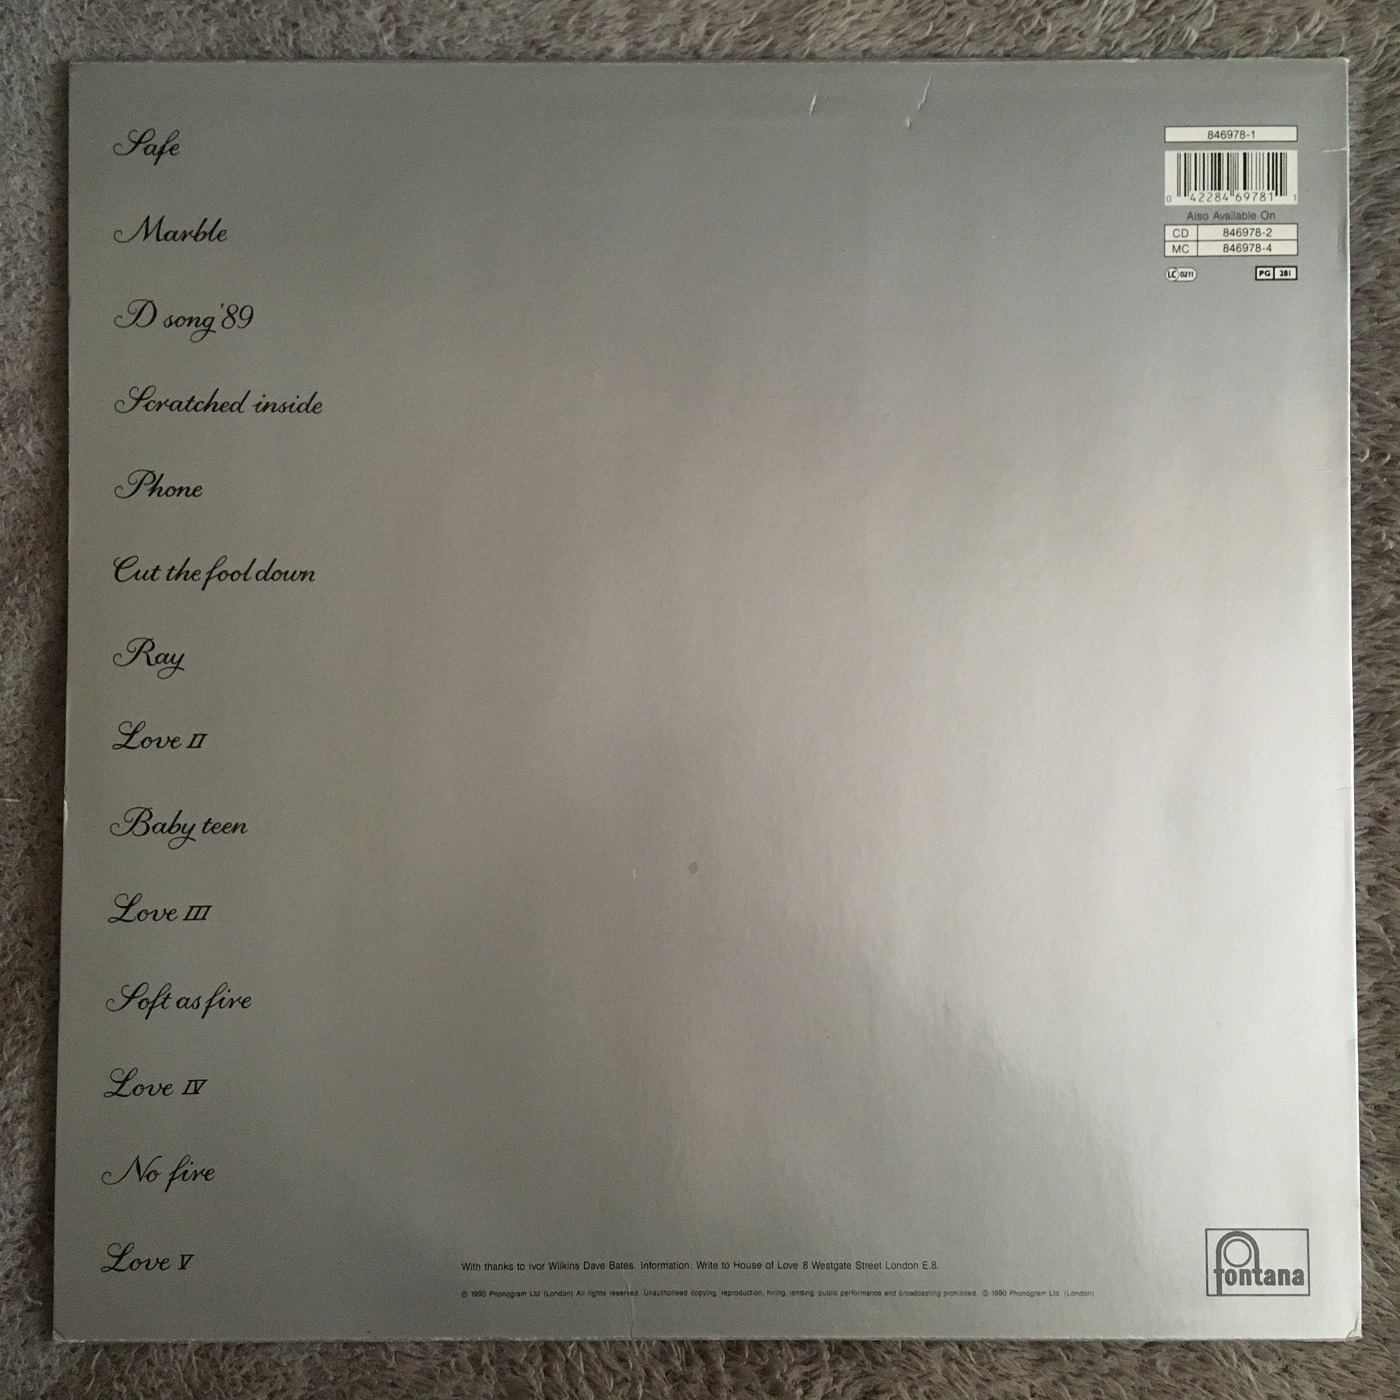 Safe
Marble
D song '89
Scratched inside
Phone
Cut the fool down
Ray
Love II
Baby teen
Love III
Soft as fire
Love IV
No fire
Love V
846978-1
0 42284 69781 1
Also Available On
CD 846978-2
MC 846978-4
LC 0211
PG 281
With thanks to Ivor Wilkins Dave Bates. Information: Write to House of Love 8 Westgate Street London E.8.
℗ 1990 Phonogram Ltd (London) All rights reserved. Unauthorised copying, reproduction, hiring, lending, public performance and broadcasting prohibited. © 1990 Phonogram Ltd. (London)
fontana